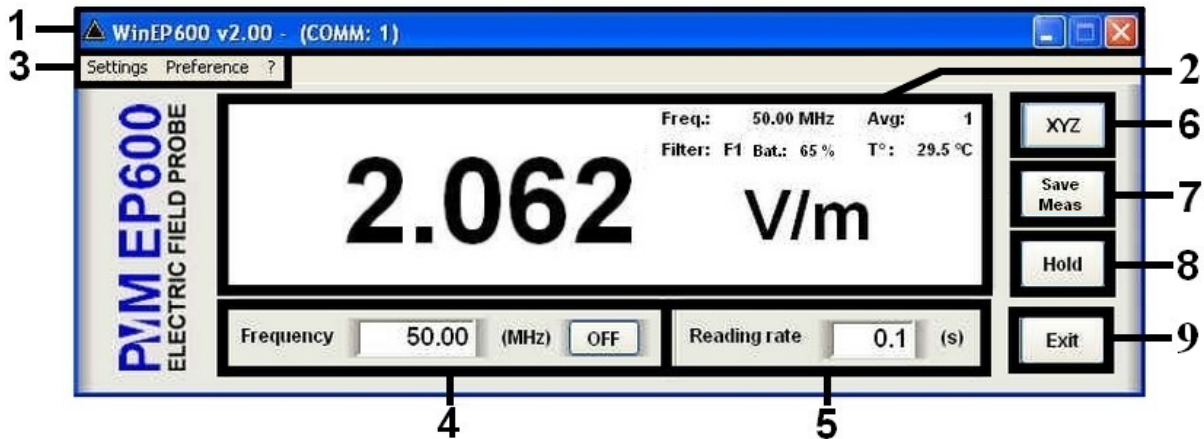 1
WinEP600 v2.00 - (COMM: 1)
3
Settings Preference ?
2
PMM EP600
ELECTRIC FIELD PROBE
Freq.: 50.00 MHz Avg: 1
Filter: F1 Bat.: 65 % T°: 29.5 °C
2.062 V/m
XYZ
6
Save
Meas
7
Hold
8
Frequency 50.00 (MHz) OFF
Reading rate 0.1 (s)
Exit
9
4
5